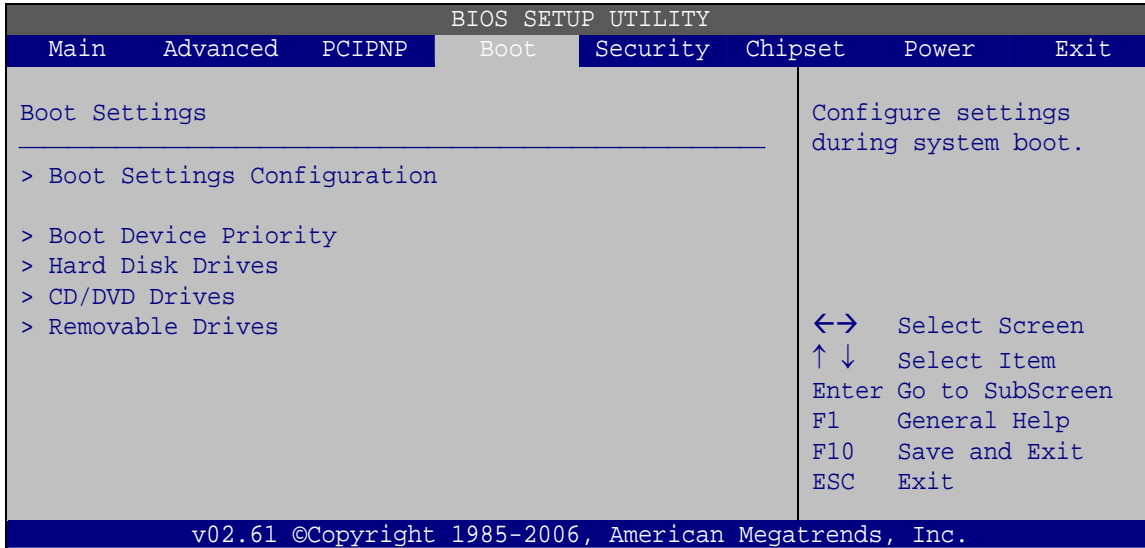 BIOS SETUP UTILITY
Main Advanced PCIPNP Boot Security Chipset Power Exit
Boot Settings
> Boot Settings Configuration
> Boot Device Priority
> Hard Disk Drives
> CD/DVD Drives
> Removable Drives
Configure settings
during system boot.
←→ Select Screen
↑ ↓ Select Item
Enter Go to SubScreen
F1 General Help
F10 Save and Exit
ESC Exit
v02.61 ©Copyright 1985-2006, American Megatrends, Inc.